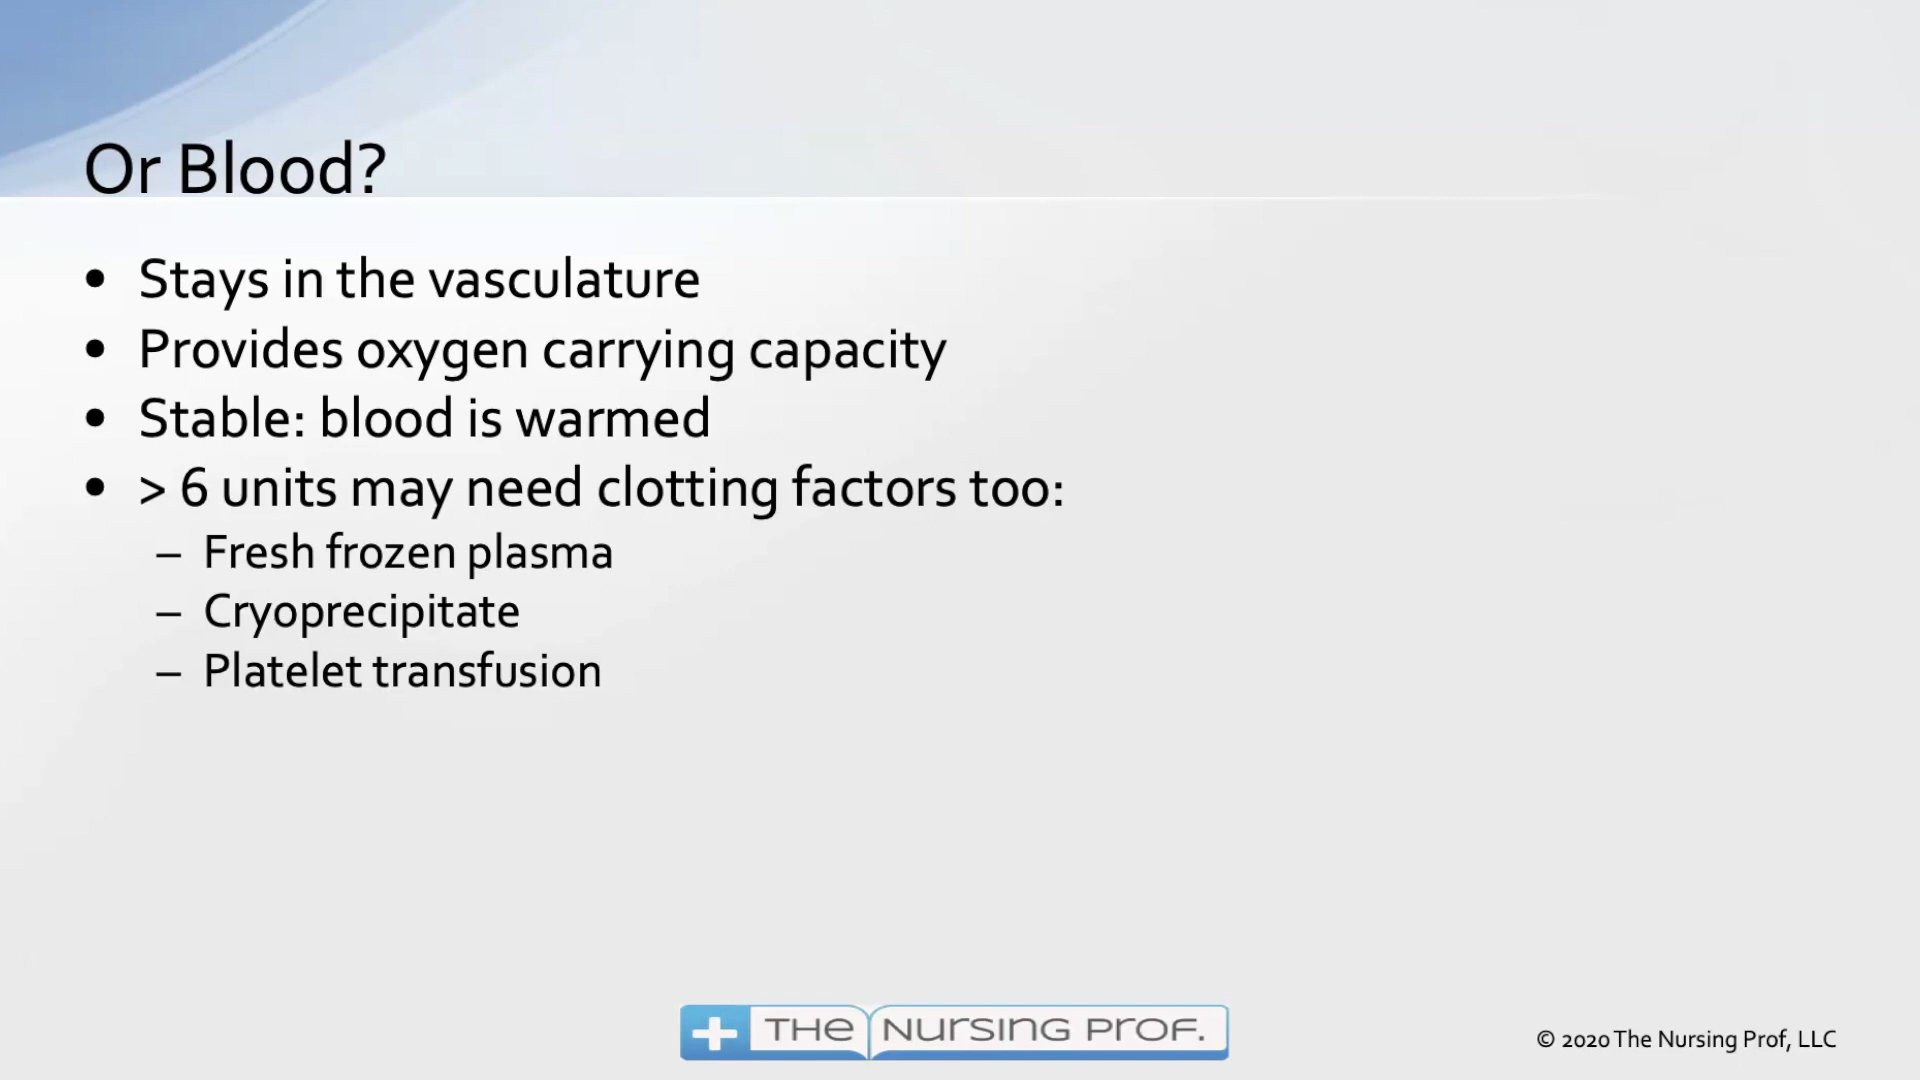 Or Blood?
• Stays in the vasculature
• Provides oxygen carrying capacity
• Stable: blood is warmed
• > 6 units may need clotting factors too:
– Fresh frozen plasma
– Cryoprecipitate
– Platelet transfusion
THE NURSING PROF.
© 2020 The Nursing Prof, LLC